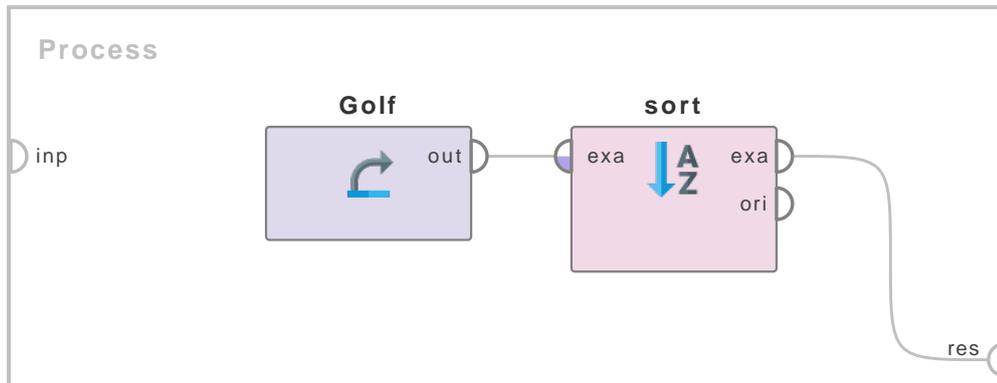 Process
Golf
sort
inp
out
exa
exa
A
Z
ori
res